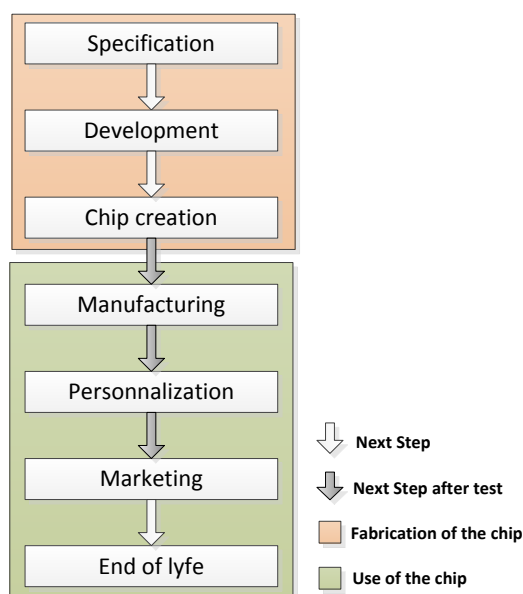 Specification
Development
Chip creation
Manufacturing
Personnalization
Marketing
End of lyfe
Next Step
Next Step after test
Fabrication of the chip
Use of the chip